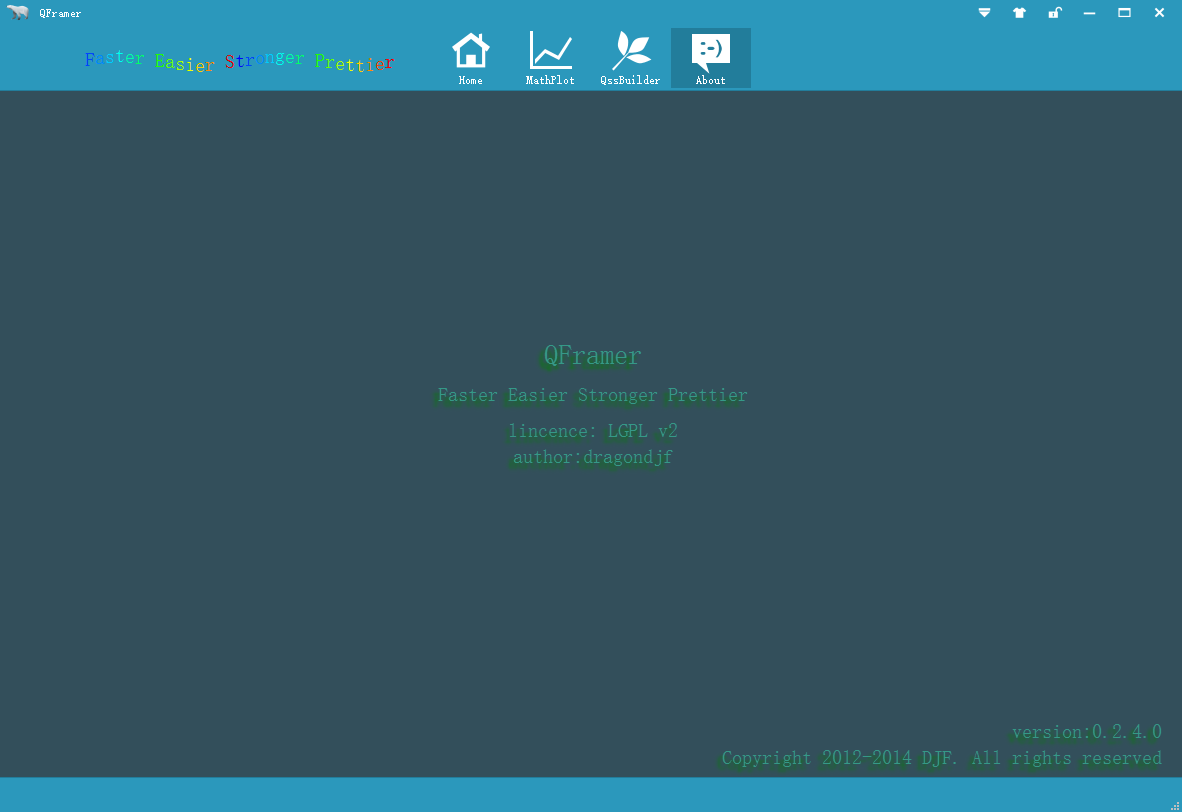 QFramer
Faster Easier Stronger Prettier
Home
MathPlot
QssBuilder
:-)
About
QFramer
Faster Easier Stronger Prettier
lincence: LGPL v2
author:dragondjf
version:0.2.4.0
Copyright 2012-2014 DJF. All rights reserved